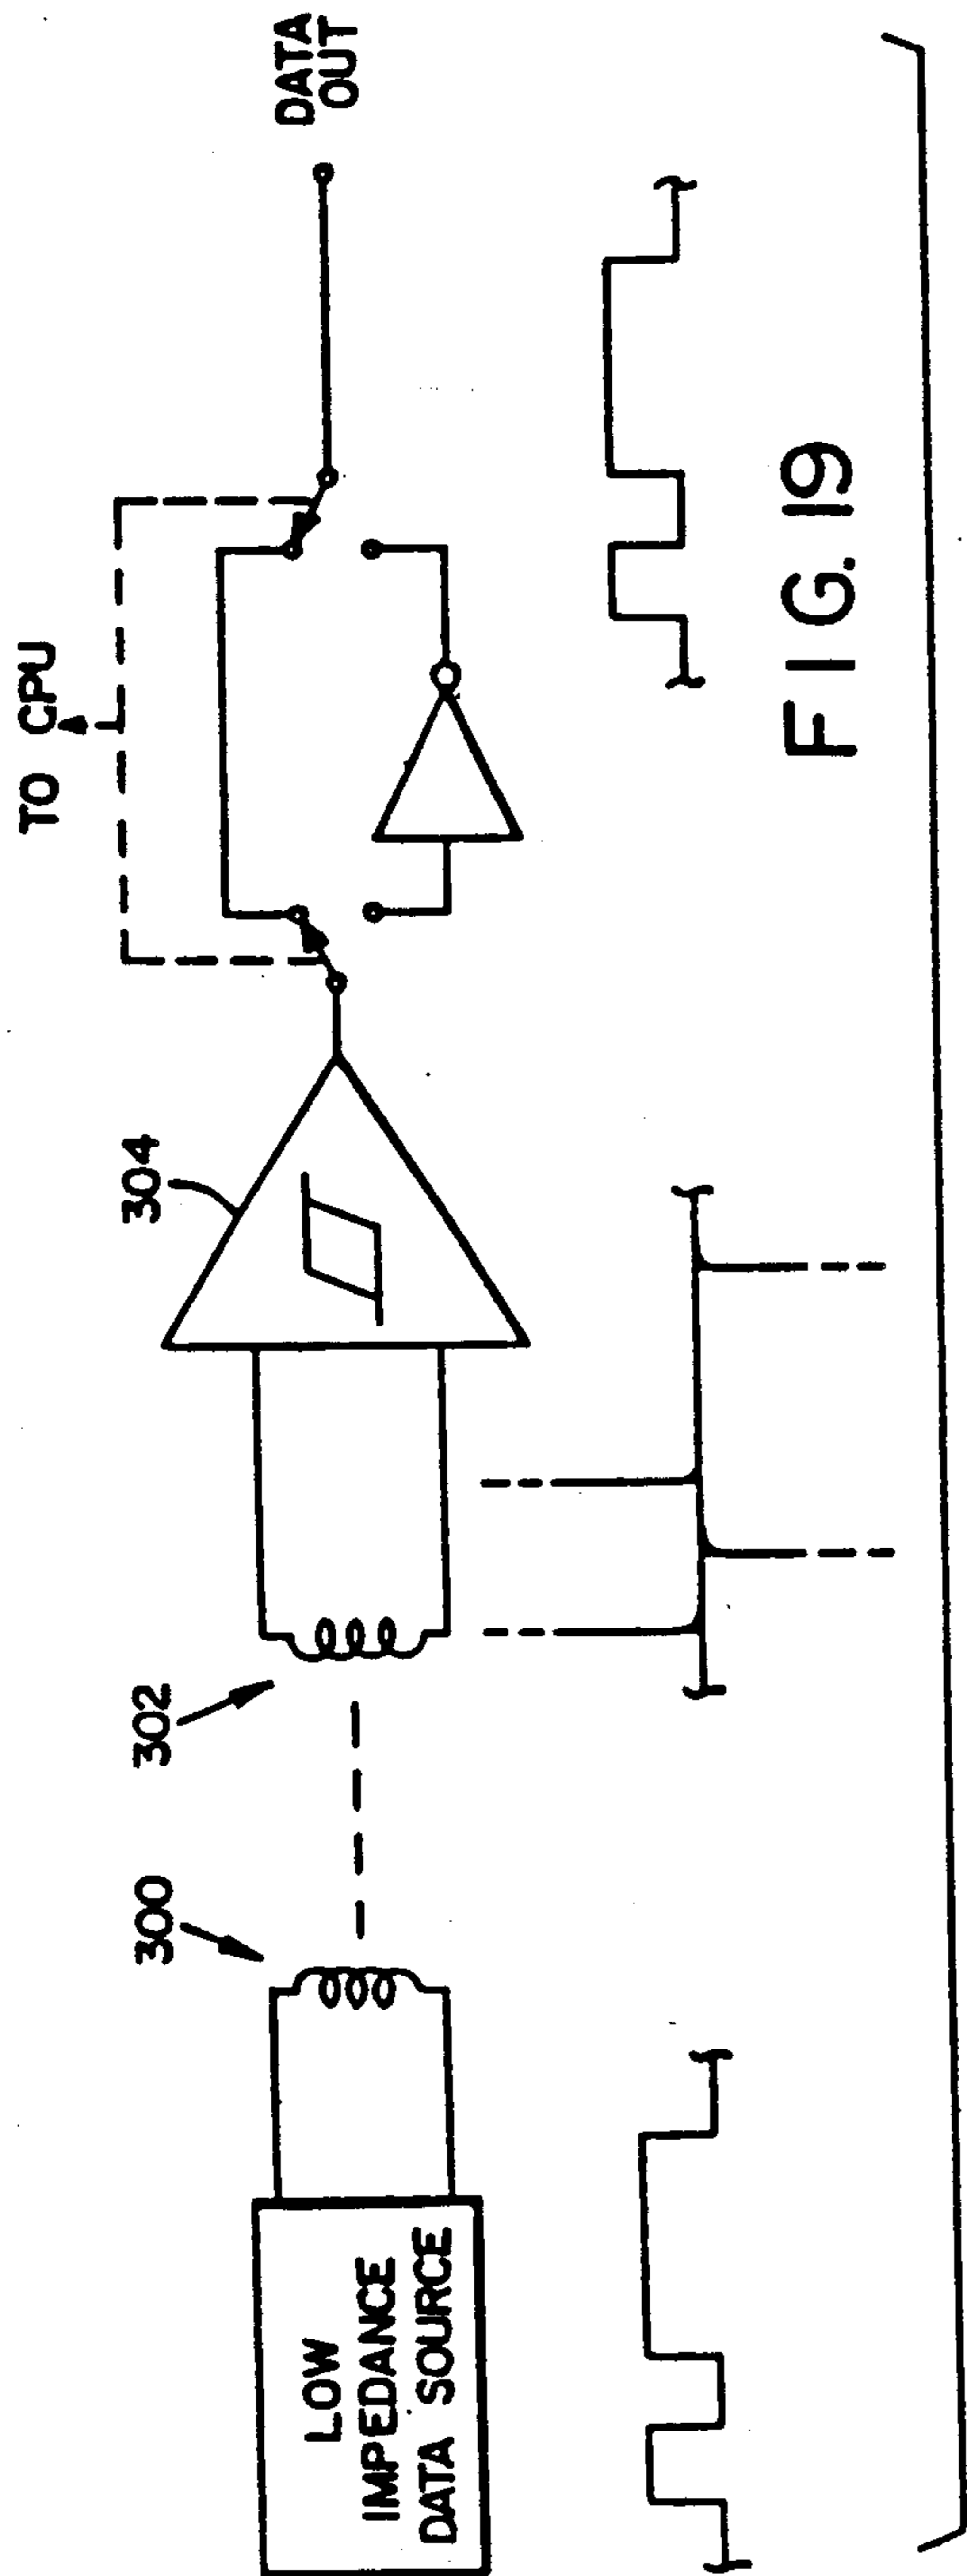 LOW
IMPEDANCE
DATA SOURCE
300
302
304
TO CPU
DATA
OUT
FIG. 19